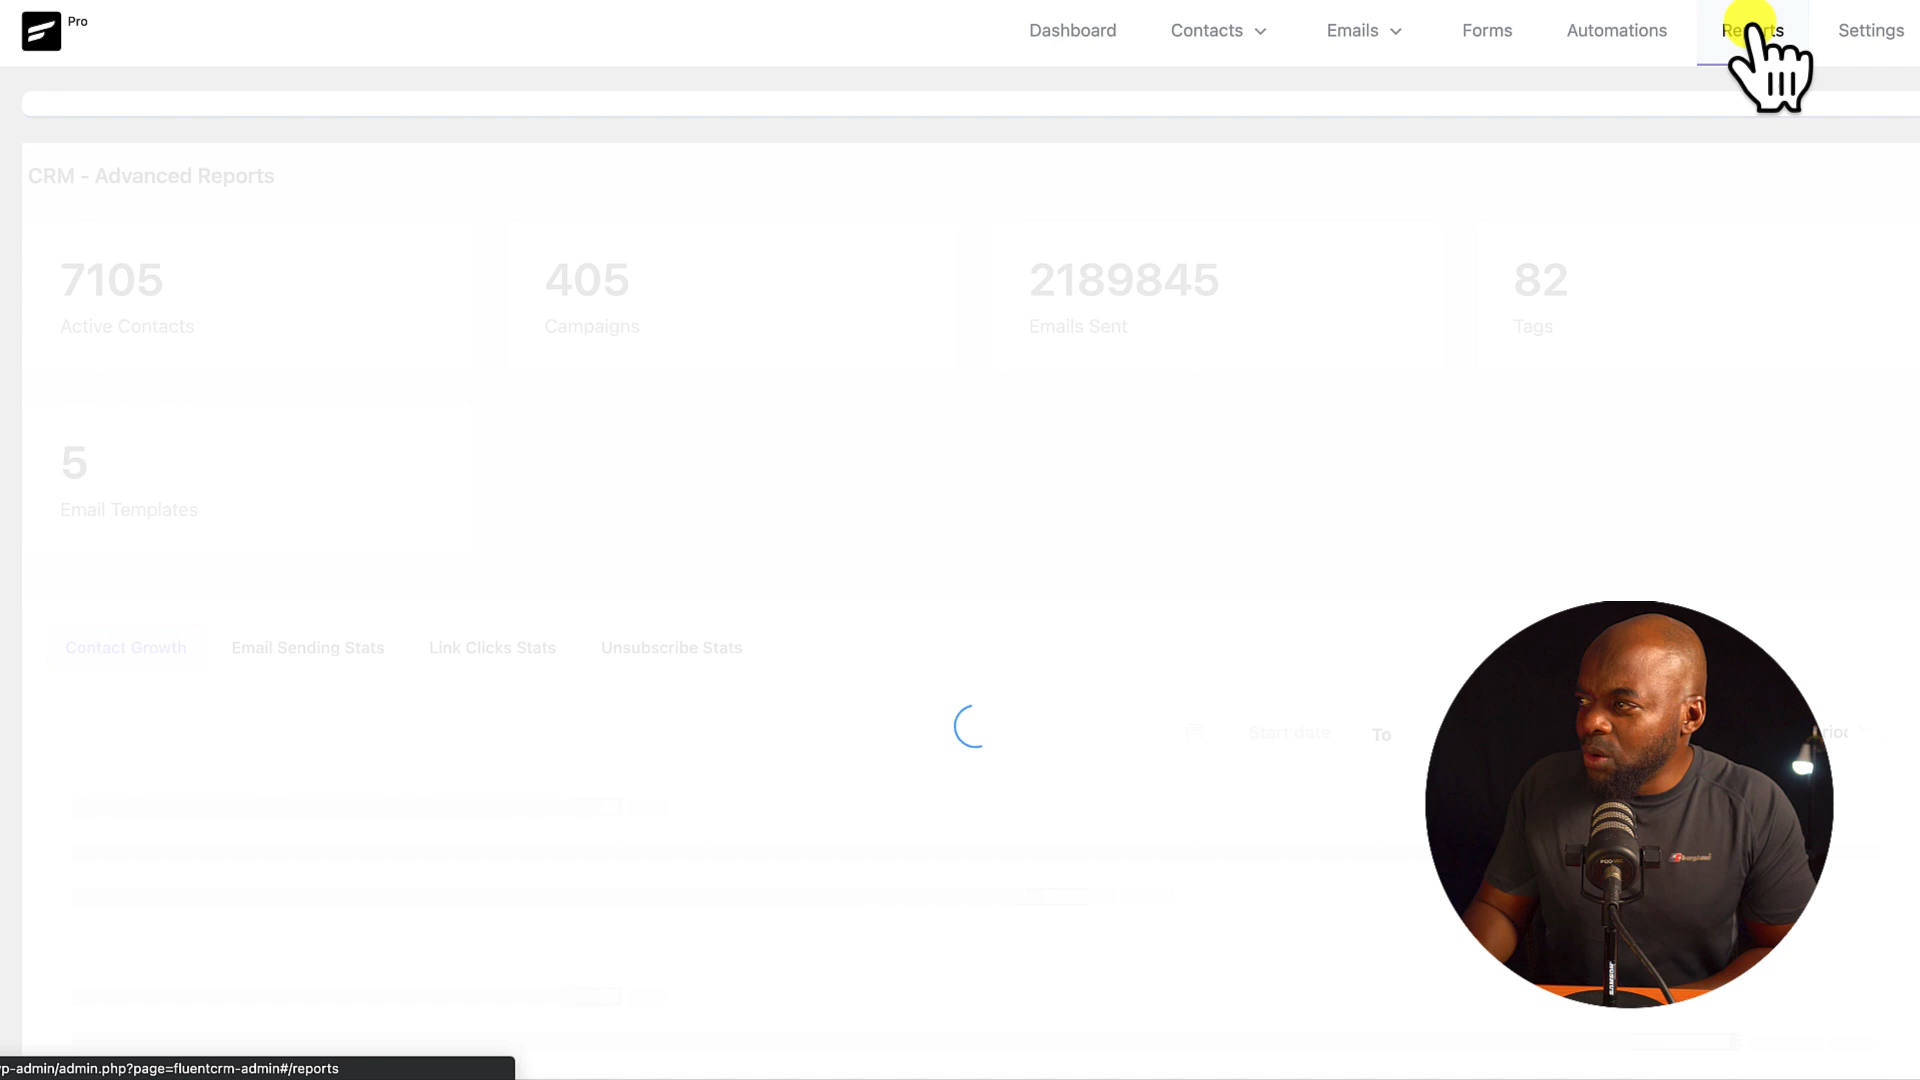 Pro
Dashboard Contacts Emails Forms Automations Reports Settings
CRM - Advanced Reports
7105 405 2189845 82
Active Contacts Campaigns Emails Sent Tags
5
Email Templates
Contact Growth Email Sending Stats Link Clicks Stats Unsubscribe Stats
Start date To
p-admin/admin.php?page=fluentcrm-admin#/reports